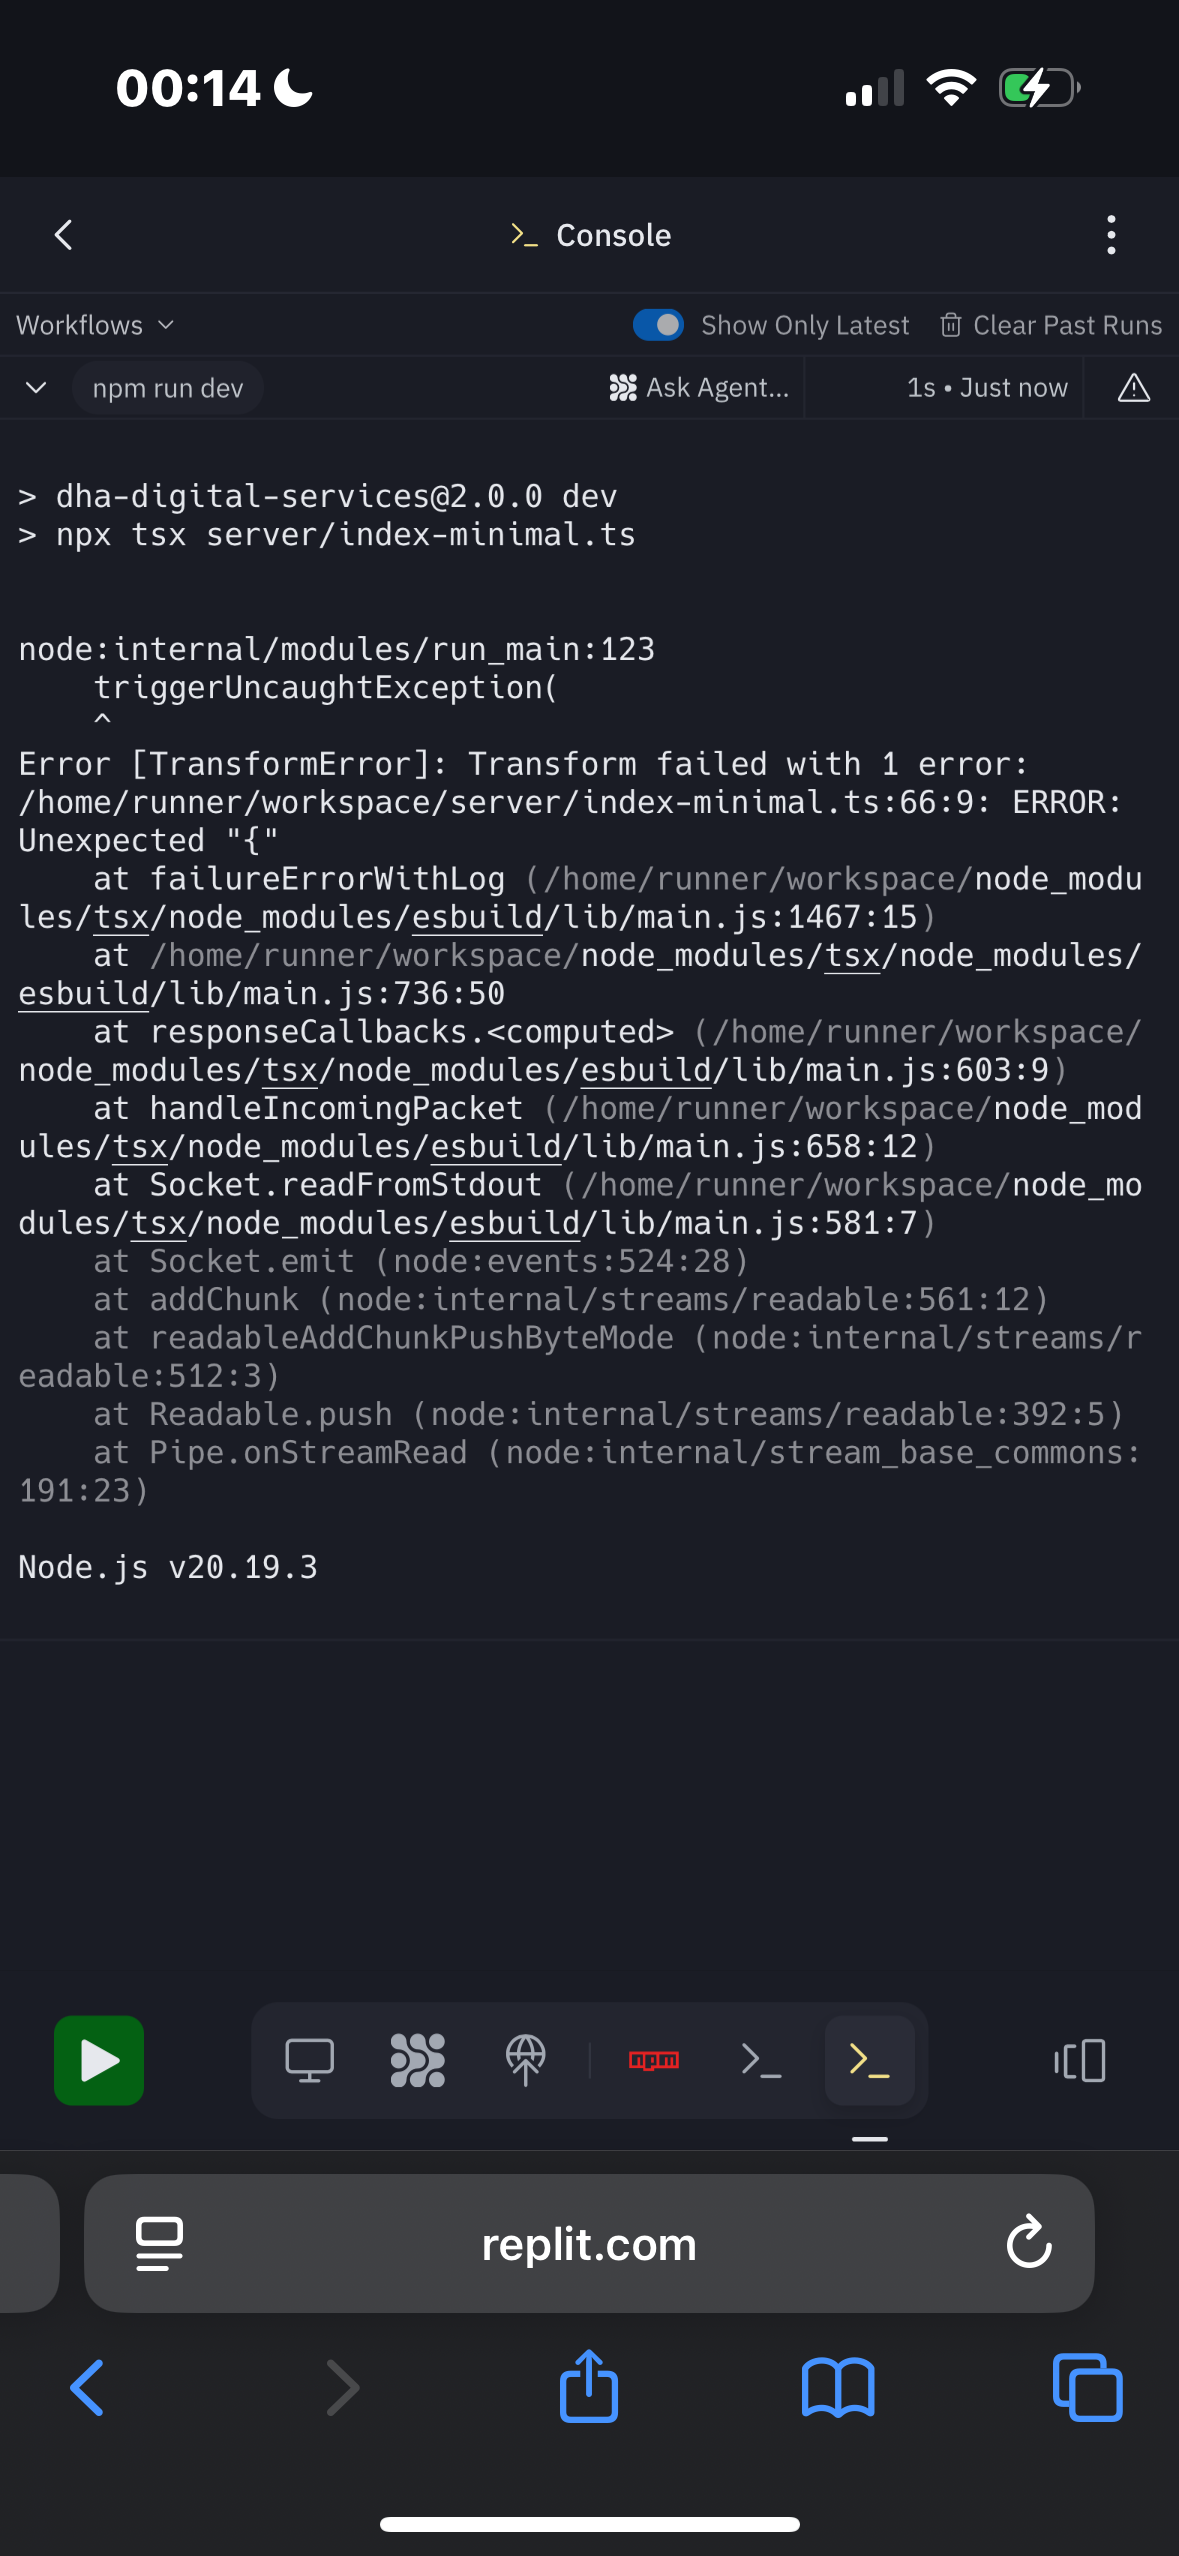 00:14
Console
Workflows
Show Only Latest
Clear Past Runs
npm run dev
Ask Agent...
1s • Just now
> dha-digital-services@2.0.0 dev
> npx tsx server/index-minimal.ts
node:internal/modules/run_main:123
    triggerUncaughtException(
    ^
Error [TransformError]: Transform failed with 1 error:
/home/runner/workspace/server/index-minimal.ts:66:9: ERROR:
Unexpected "{"
    at failureErrorWithLog (/home/runner/workspace/node_modu
les/tsx/node_modules/esbuild/lib/main.js:1467:15)
    at /home/runner/workspace/node_modules/tsx/node_modules/
esbuild/lib/main.js:736:50
    at responseCallbacks.<computed> (/home/runner/workspace/
node_modules/tsx/node_modules/esbuild/lib/main.js:603:9)
    at handleIncomingPacket (/home/runner/workspace/node_mod
ules/tsx/node_modules/esbuild/lib/main.js:658:12)
    at Socket.readFromStdout (/home/runner/workspace/node_mo
dules/tsx/node_modules/esbuild/lib/main.js:581:7)
    at Socket.emit (node:events:524:28)
    at addChunk (node:internal/streams/readable:561:12)
    at readableAddChunkPushByteMode (node:internal/streams/r
eadable:512:3)
    at Readable.push (node:internal/streams/readable:392:5)
    at Pipe.onStreamRead (node:internal/stream_base_commons:
191:23)
Node.js v20.19.3
npm
replit.com